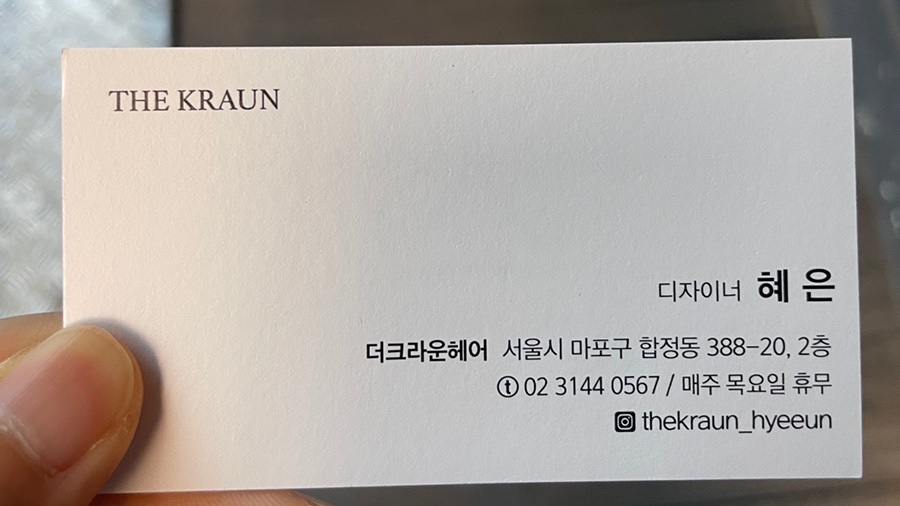 THE KRAUN
디자이너 혜은
더크라운헤어 서울시 마포구 합정동 388-20, 2층
ⓣ 02 3144 0567 / 매주 목요일 휴무
thekraun_hyeeun